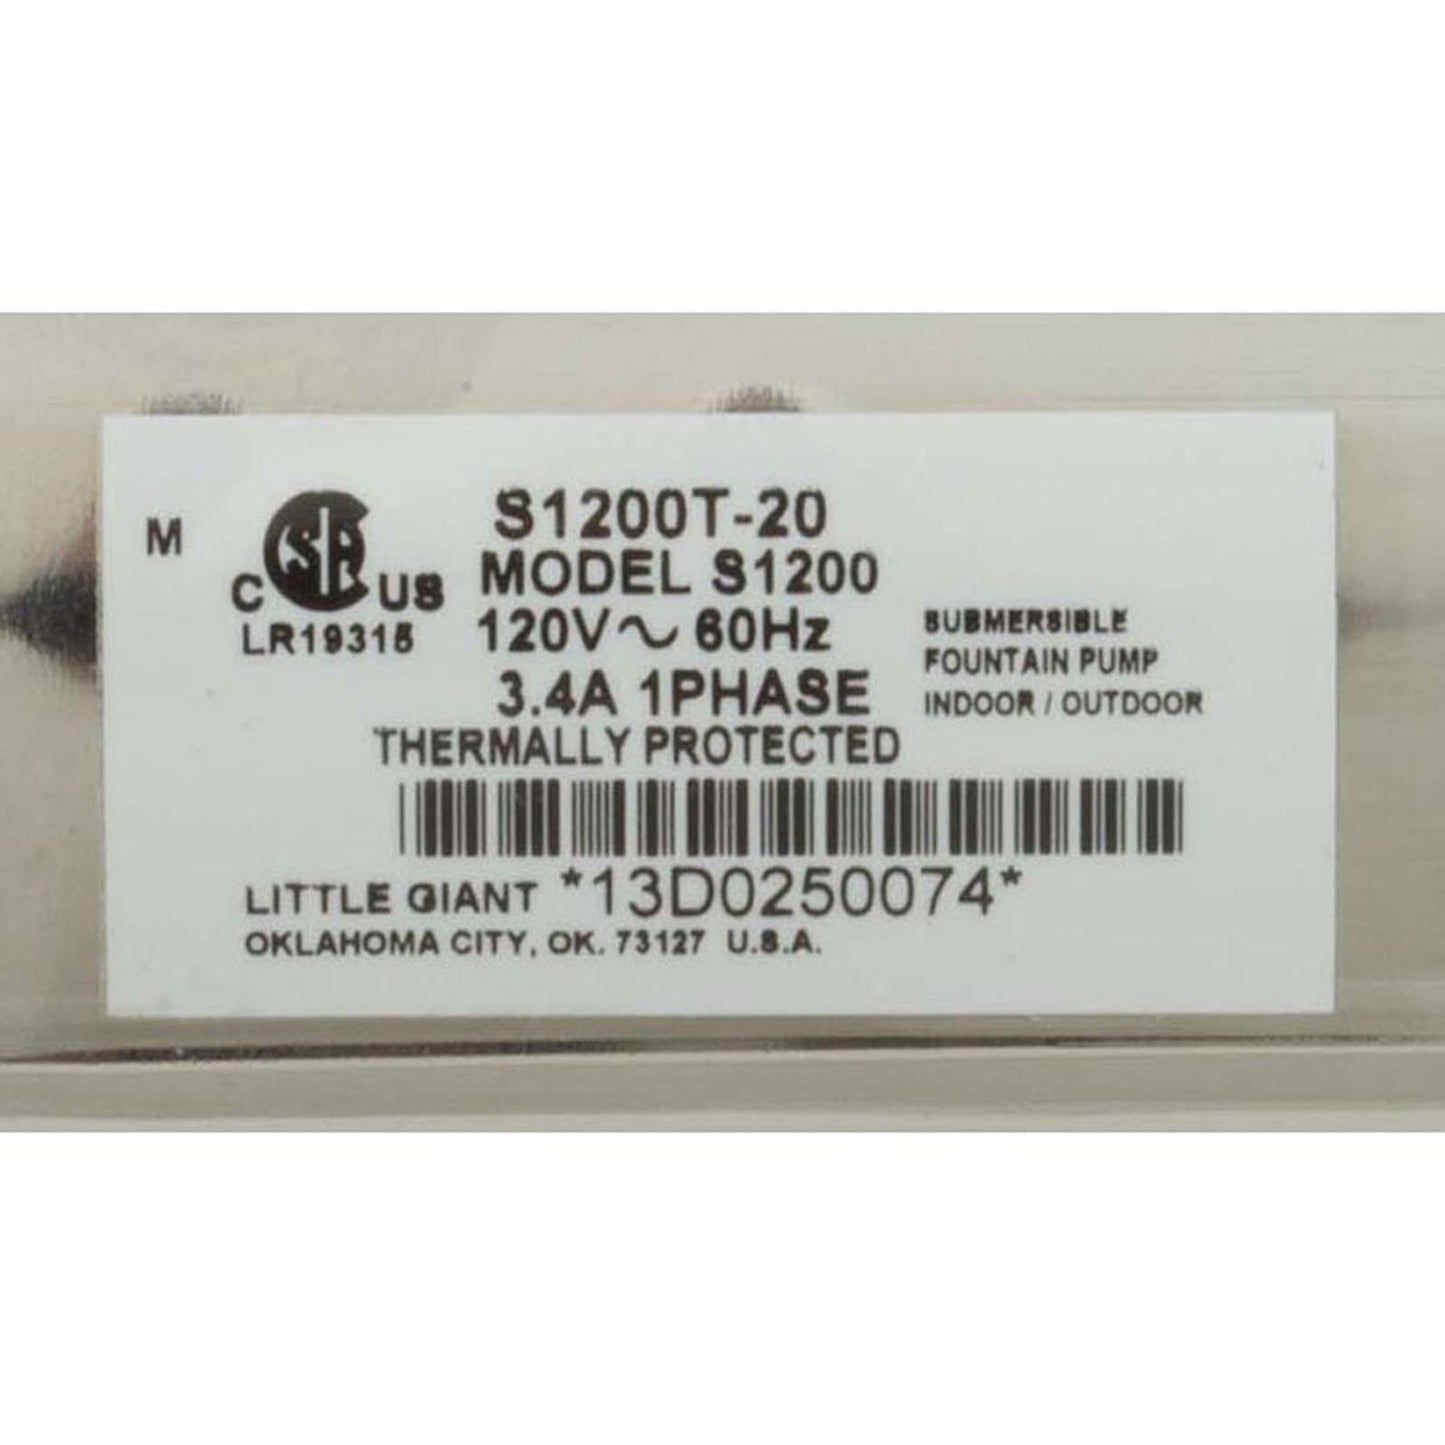 M
CSA
C US
LR19315
S1200T-20
MODEL S1200
120V ~ 60Hz
3.4A 1PHASE
THERMALLY PROTECTED
SUBMERSIBLE
FOUNTAIN PUMP
INDOOR / OUTDOOR
LITTLE GIANT *13D0250074*
OKLAHOMA CITY, OK. 73127 U.S.A.